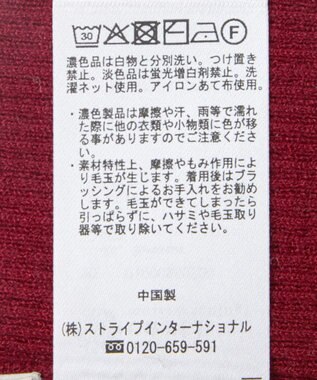 30 F
濃色品は白物と分別洗い。つけ置き
禁止。淡色品は蛍光増白剤禁止。洗
濯ネット使用。アイロンあて布使用。
・濃色製品は摩擦や汗、雨等で濡れ
た際に他の衣類や小物類に色が移
る事がありますのでご注意くださ
い。
・素材特性上、摩擦やもみ作用によ
り毛玉が生じます。着用後はブ
ラッシングによるお手入れをお勧め
します。毛玉ができてしまったら
引っぱらずに、ハサミや毛玉取り
器等で取り除いてください。
中国製
(株)ストライプインターナショナル
0120-659-591